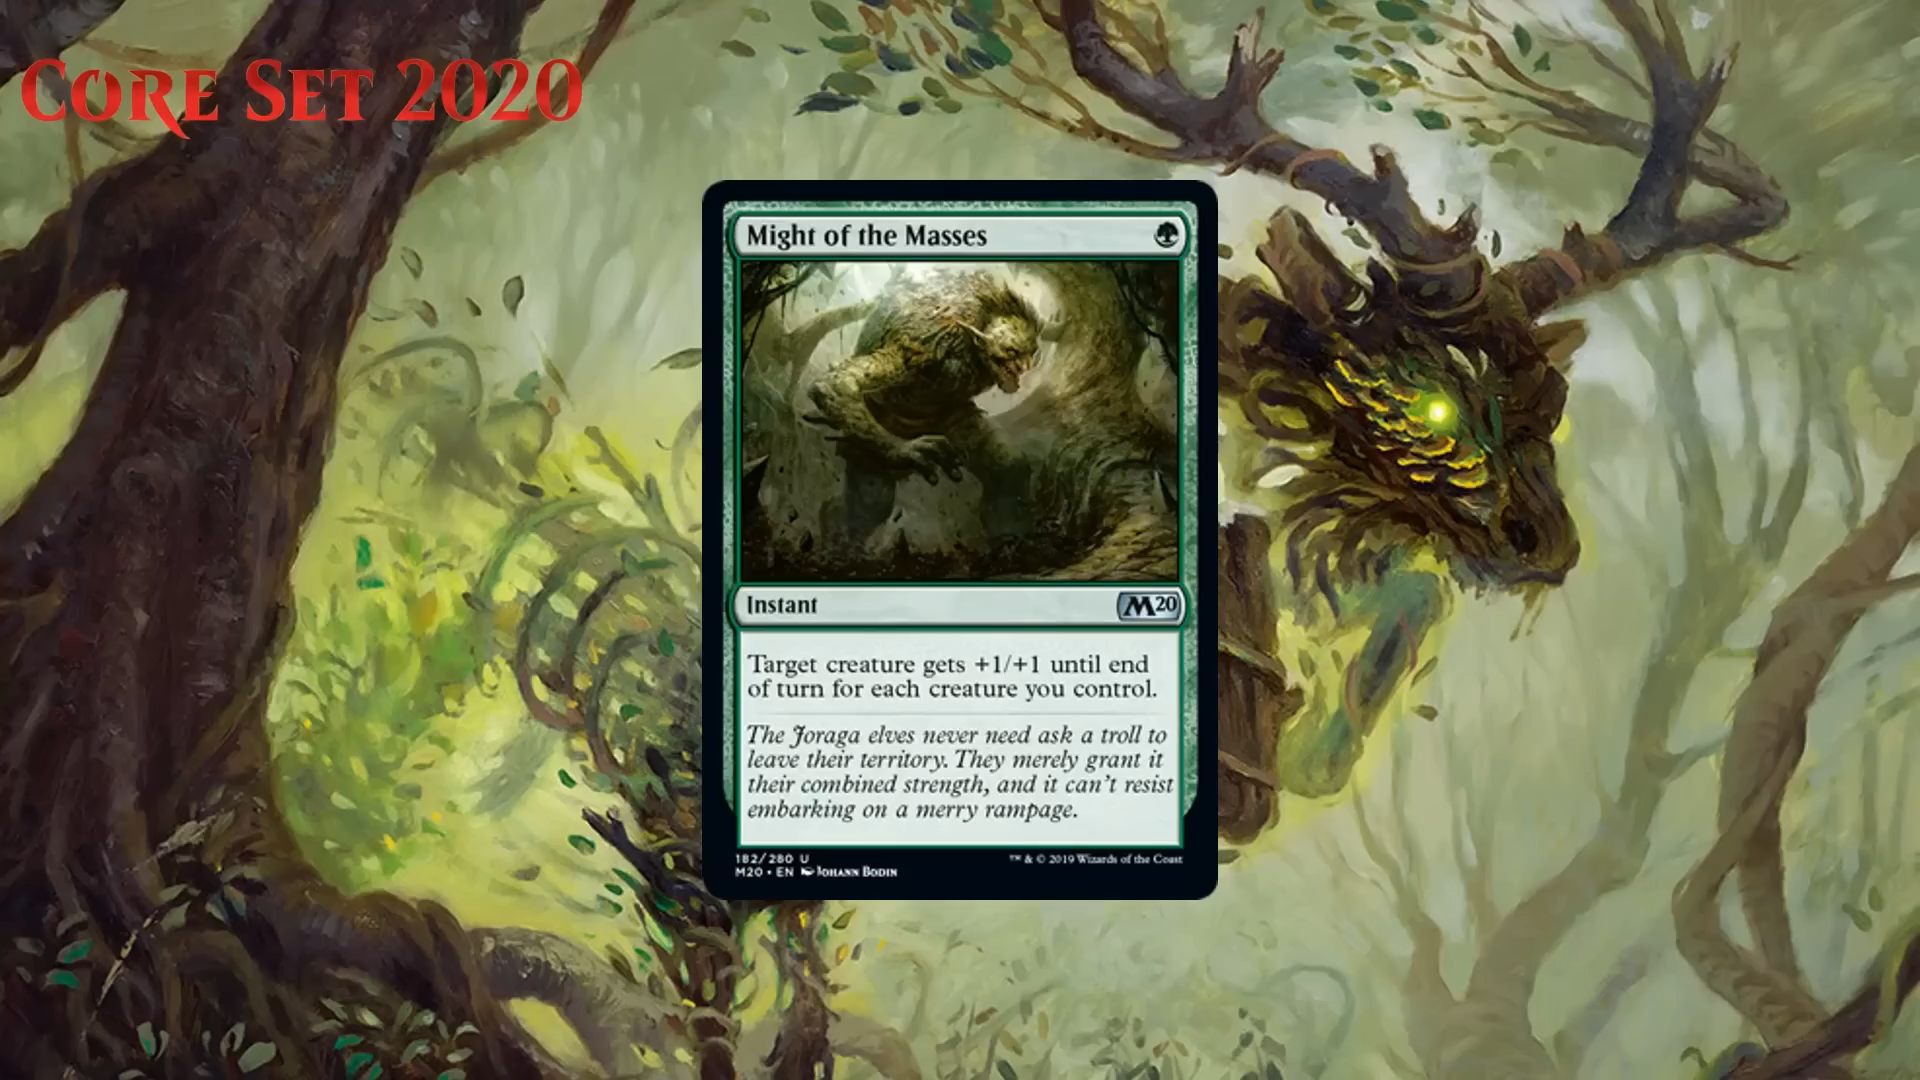 Core Set 2020
Might of the Masses
Instant
M20
Target creature gets +1/+1 until end
of turn for each creature you control.
The Joraga elves never need ask a troll to
leave their territory. They merely grant it
their combined strength, and it can't resist
embarking on a merry rampage.
182/280 U
™ & © 2019 Wizards of the Coast
M20 • EN Johann Bodin